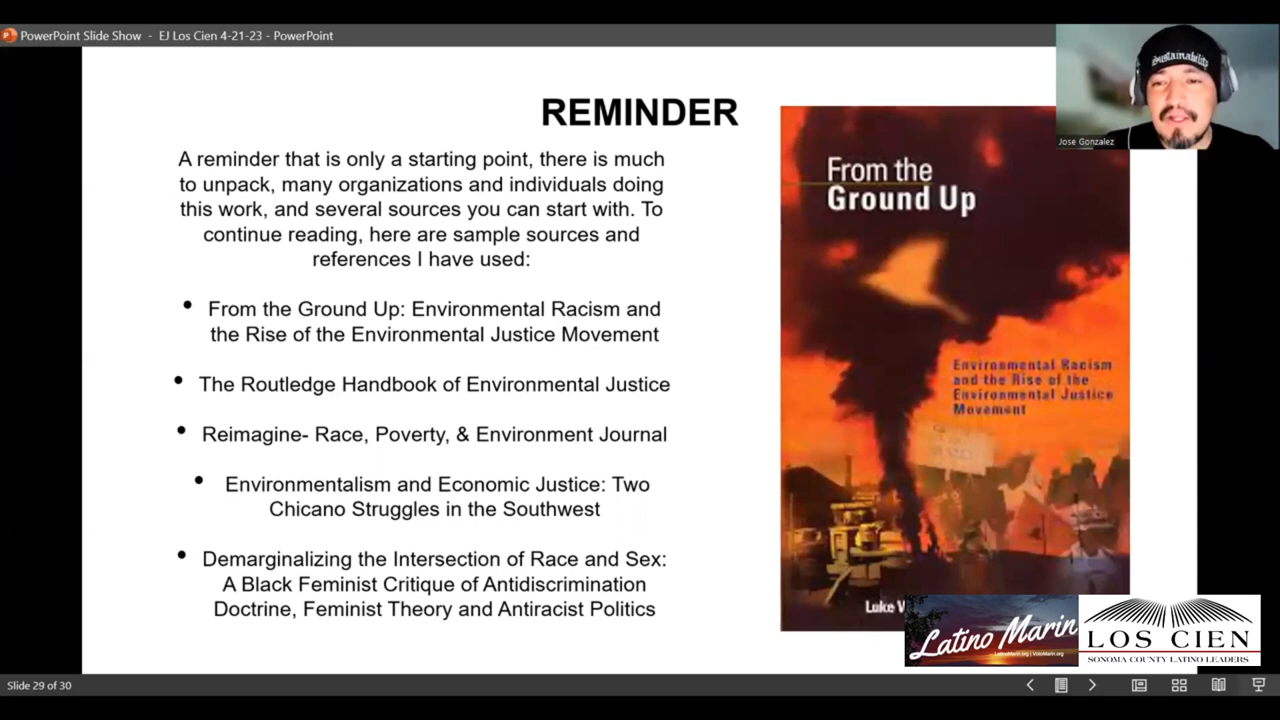 PowerPoint Slide Show - EJ Los Cien 4-21-23 - PowerPoint
Sustainability
Jose Gonzalez
REMINDER
A reminder that is only a starting point, there is much
to unpack, many organizations and individuals doing
this work, and several sources you can start with. To
continue reading, here are sample sources and
references I have used:
• From the Ground Up: Environmental Racism and
the Rise of the Environmental Justice Movement
• The Routledge Handbook of Environmental Justice
• Reimagine- Race, Poverty, & Environment Journal
• Environmentalism and Economic Justice: Two
Chicano Struggles in the Southwest
• Demarginalizing the Intersection of Race and Sex:
A Black Feminist Critique of Antidiscrimination
Doctrine, Feminist Theory and Antiracist Politics
From the
Ground Up
Environmental Racism
and the Rise of the
Environmental Justice
Movement
Luke
Latino Marin
LatinoMarin.org | VotoMarin.org
LOS CIEN
SONOMA COUNTY LATINO LEADERS
Slide 29 of 30